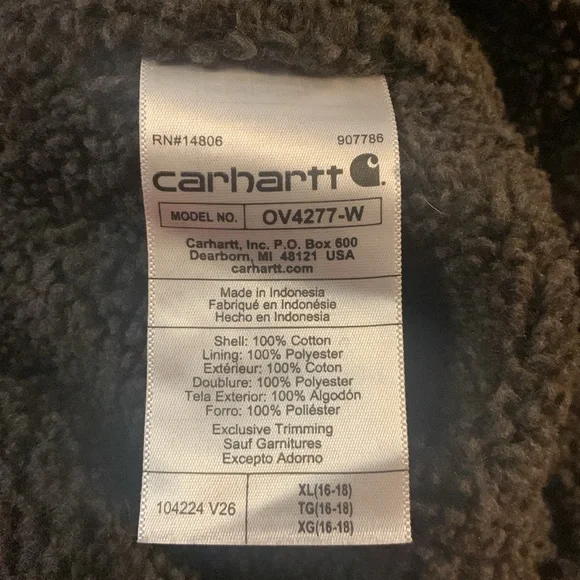 RN#14806 907786
carhartt
MODEL NO. OV4277-W
Carhartt, Inc. P.O. Box 600
Dearborn, MI 48121 USA
carhartt.com
Made in Indonesia
Fabriqué en Indonésie
Hecho en Indonesia
Shell: 100% Cotton
Lining: 100% Polyester
Extérieur: 100% Coton
Doublure: 100% Polyester
Tela Exterior: 100% Algodón
Forro: 100% Poliéster
Exclusive Trimming
Sauf Garnitures
Excepto Adorno
104224 V26
XL(16-18)
TG(16-18)
XG(16-18)